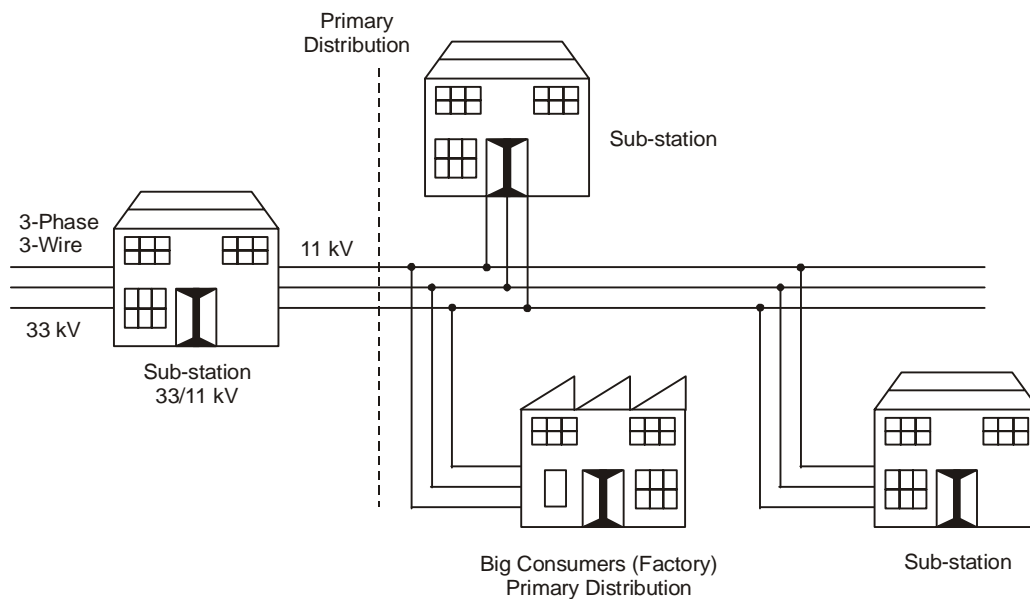 Primary
Distribution
Sub-station
3-Phase
3-Wire
11 kV
33 kV
Sub-station
33/11 kV
Big Consumers (Factory)
Primary Distribution
Sub-station